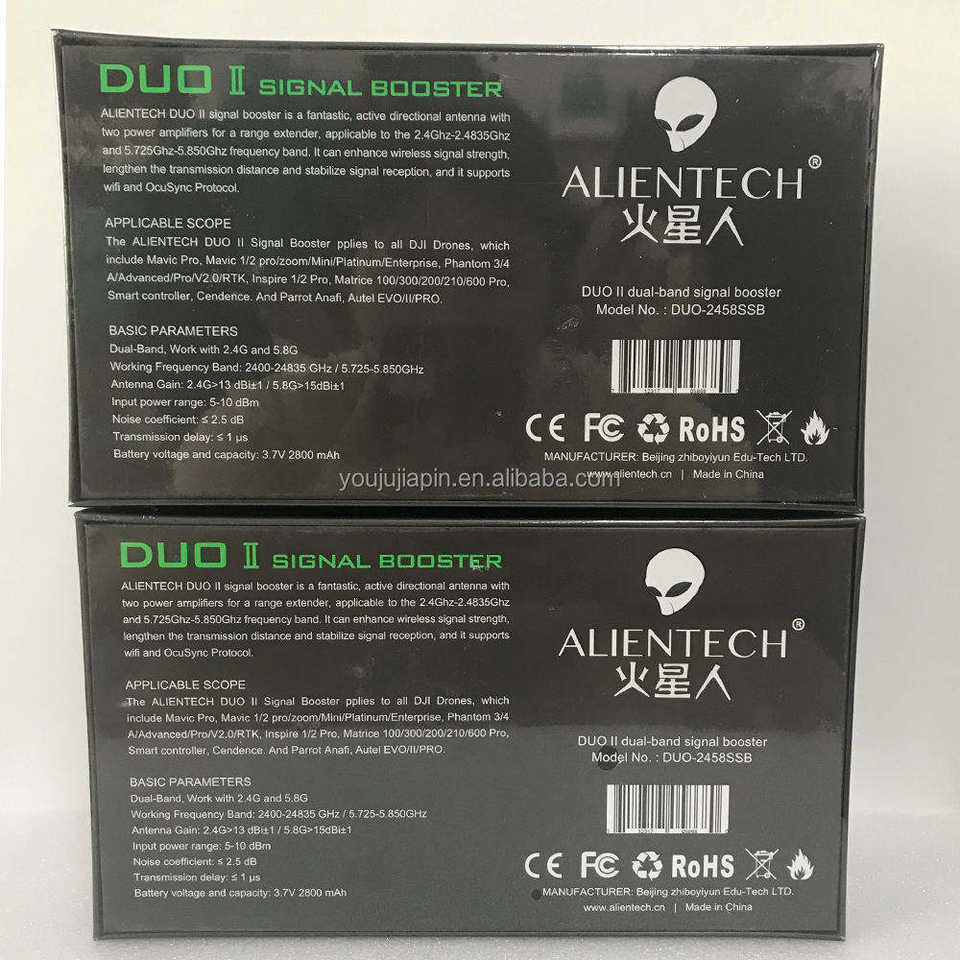 DUO II SIGNAL BOOSTER
ALIENTECH DUO II signal booster is a fantastic, active directional antenna with
two power amplifiers for a range extender, applicable to the 2.4Ghz-2.4835Ghz
and 5.725Ghz-5.850Ghz frequency band. It can enhance wireless signal strength,
lengthen the transmission distance and stabilize signal reception, and it supports
wifi and OcuSync Protocol.
APPLICABLE SCOPE
The ALIENTECH DUO II Signal Booster pplies to all DJI Drones, which
include Mavic Pro, Mavic 1/2 pro/zoom/Mini/Platinum/Enterprise, Phantom 3/4
A/Advanced/Pro/V2.0/RTK, Inspire 1/2 Pro, Matrice 100/300/200/210/600 Pro,
Smart controller, Cendence. And Parrot Anafi, Autel EVO/II/PRO.
BASIC PARAMETERS
Dual-Band, Work with 2.4G and 5.8G
Working Frequency Band: 2400-24835 GHz / 5.725-5.850GHz
Antenna Gain: 2.4G>13 dBi±1 / 5.8G>15dBi±1
Input power range: 5-10 dBm
Noise coefficient: ≤ 2.5 dB
Transmission delay: ≤ 1 μs
Battery voltage and capacity: 3.7V 2800 mAh
ALIENTECH®
火星人
DUO II dual-band signal booster
Model No. : DUO-2458SSB
CE FC RoHS
MANUFACTURER: Beijing zhiboyiyun Edu-Tech LTD.
www.alientech.cn | Made in China
youjujiapin.en.alibaba.com
DUO II SIGNAL BOOSTER
ALIENTECH DUO II signal booster is a fantastic, active directional antenna with
two power amplifiers for a range extender, applicable to the 2.4Ghz-2.4835Ghz
and 5.725Ghz-5.850Ghz frequency band. It can enhance wireless signal strength,
lengthen the transmission distance and stabilize signal reception, and it supports
wifi and OcuSync Protocol.
APPLICABLE SCOPE
The ALIENTECH DUO II Signal Booster pplies to all DJI Drones, which
include Mavic Pro, Mavic 1/2 pro/zoom/Mini/Platinum/Enterprise, Phantom 3/4
A/Advanced/Pro/V2.0/RTK, Inspire 1/2 Pro, Matrice 100/300/200/210/600 Pro,
Smart controller, Cendence. And Parrot Anafi, Autel EVO/II/PRO.
BASIC PARAMETERS
Dual-Band, Work with 2.4G and 5.8G
Working Frequency Band: 2400-24835 GHz / 5.725-5.850GHz
Antenna Gain: 2.4G>13 dBi±1 / 5.8G>15dBi±1
Input power range: 5-10 dBm
Noise coefficient: ≤ 2.5 dB
Transmission delay: ≤ 1 μs
Battery voltage and capacity: 3.7V 2800 mAh
ALIENTECH®
火星人
DUO II dual-band signal booster
Model No. : DUO-2458SSB
CE FC RoHS
MANUFACTURER: Beijing zhiboyiyun Edu-Tech LTD.
www.alientech.cn | Made in China